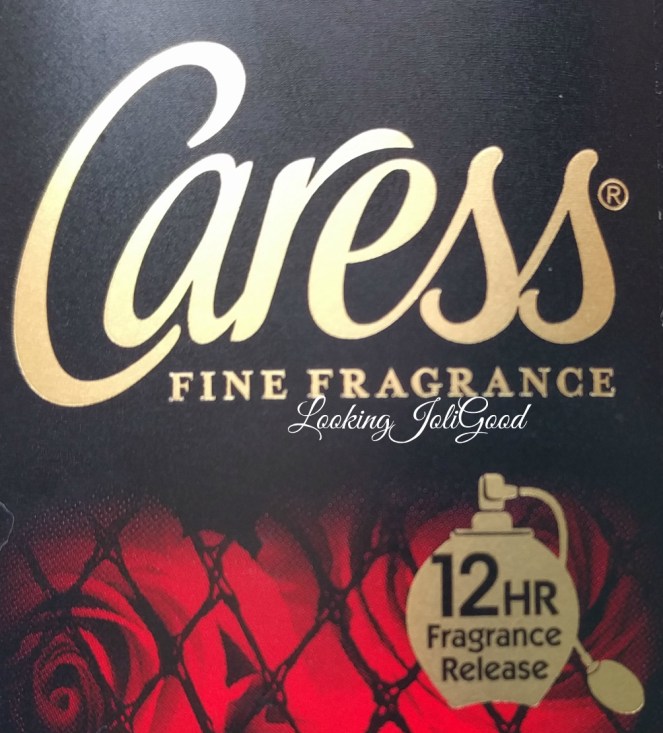 Caress®
FINE FRAGRANCE
Looking JoliGood
12HR
Fragrance
Release